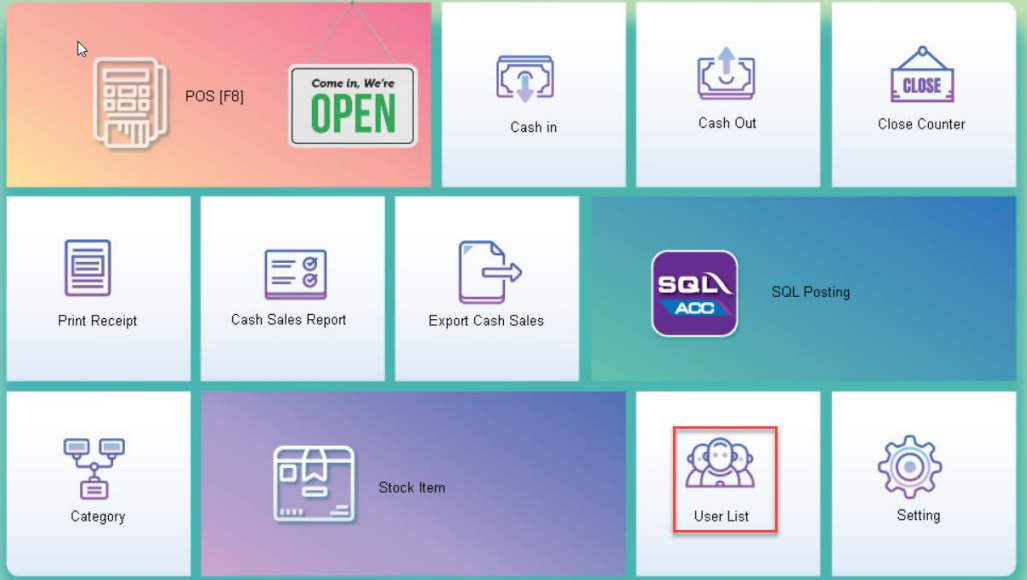 POS [F8]
Come in, We're
OPEN
Cash in
Cash Out
CLOSE
Close Counter
Print Receipt
Cash Sales Report
Export Cash Sales
SQL
ACC
SQL Posting
Category
Stock Item
User List
Setting